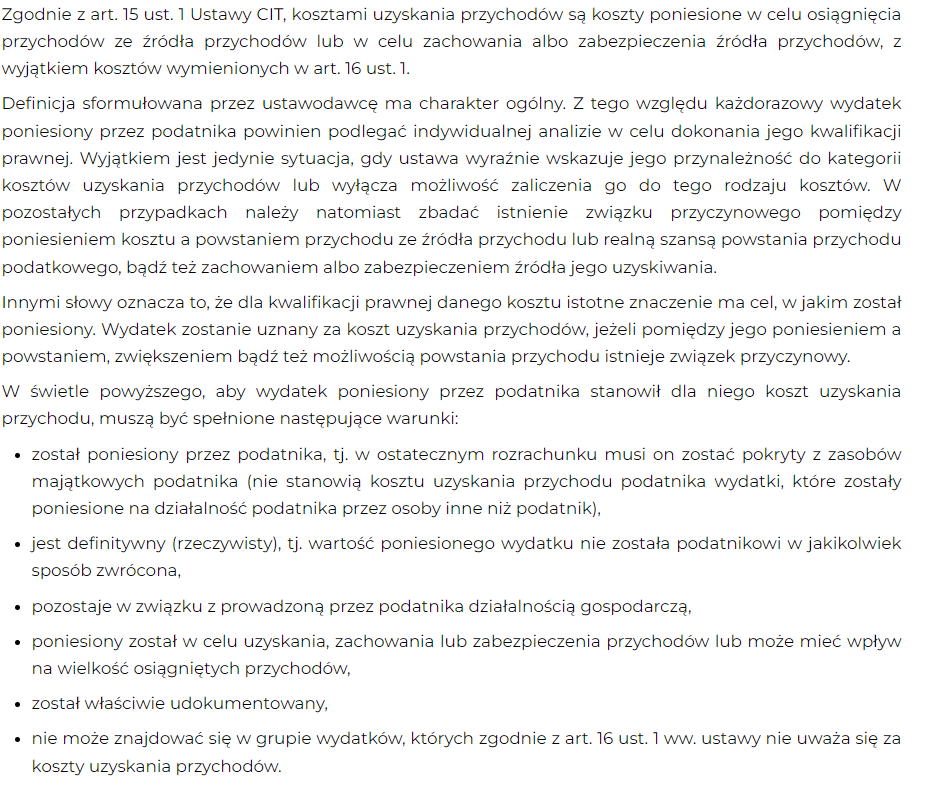 Zgodnie z art. 15 ust. 1 Ustawy CIT, kosztami uzyskania przychodów są koszty poniesione w celu osiągnięcia
przychodów ze źródła przychodów lub w celu zachowania albo zabezpieczenia źródła przychodów, z
wyjątkiem kosztów wymienionych w art. 16 ust. 1.
Definicja sformułowana przez ustawodawcę ma charakter ogólny. Z tego względu każdorazowy wydatek
poniesiony przez podatnika powinien podlegać indywidualnej analizie w celu dokonania jego kwalifikacji
prawnej. Wyjątkiem jest jedynie sytuacja, gdy ustawa wyraźnie wskazuje jego przynależność do kategorii
kosztów uzyskania przychodów lub wyłącza możliwość zaliczenia go do tego rodzaju kosztów. W
pozostałych przypadkach należy natomiast zbadać istnienie związku przyczynowego pomiędzy
poniesieniem kosztu a powstaniem przychodu ze źródła przychodu lub realną szansą powstania przychodu
podatkowego, bądź też zachowaniem albo zabezpieczeniem źródła jego uzyskiwania.
Innymi słowy oznacza to, że dla kwalifikacji prawnej danego kosztu istotne znaczenie ma cel, w jakim został
poniesiony. Wydatek zostanie uznany za koszt uzyskania przychodów, jeżeli pomiędzy jego poniesieniem a
powstaniem, zwiększeniem bądź też możliwością powstania przychodu istnieje związek przyczynowy.
W świetle powyższego, aby wydatek poniesiony przez podatnika stanowił dla niego koszt uzyskania
przychodu, muszą być spełnione następujące warunki:
• został poniesiony przez podatnika, tj. w ostatecznym rozrachunku musi on zostać pokryty z zasobów
majątkowych podatnika (nie stanowią kosztu uzyskania przychodu podatnika wydatki, które zostały
poniesione na działalność podatnika przez osoby inne niż podatnik),
• jest definitywny (rzeczywisty), tj. wartość poniesionego wydatku nie została podatnikowi w jakikolwiek
sposób zwrócona,
• pozostaje w związku z prowadzoną przez podatnika działalnością gospodarczą,
• poniesiony został w celu uzyskania, zachowania lub zabezpieczenia przychodów lub może mieć wpływ
na wielkość osiągniętych przychodów,
• został właściwie udokumentowany,
• nie może znajdować się w grupie wydatków, których zgodnie z art. 16 ust. 1 ww. ustawy nie uważa się za
koszty uzyskania przychodów.